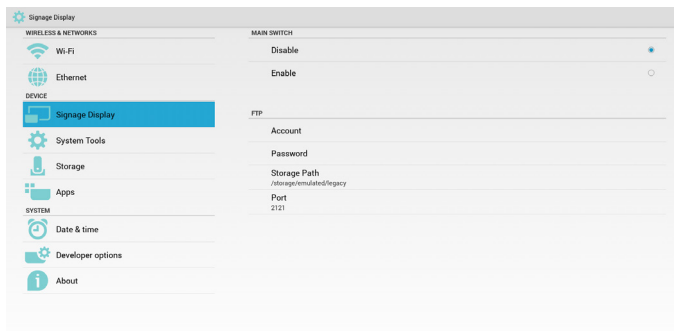 Signage Display
WIRELESS & NETWORKS
Wi-Fi
Ethernet
DEVICE
Signage Display
System Tools
Storage
Apps
SYSTEM
Date & time
Developer options
About
MAIN SWITCH
Disable
Enable
FTP
Account
Password
Storage Path
/storage/emulated/legacy
Port
2121